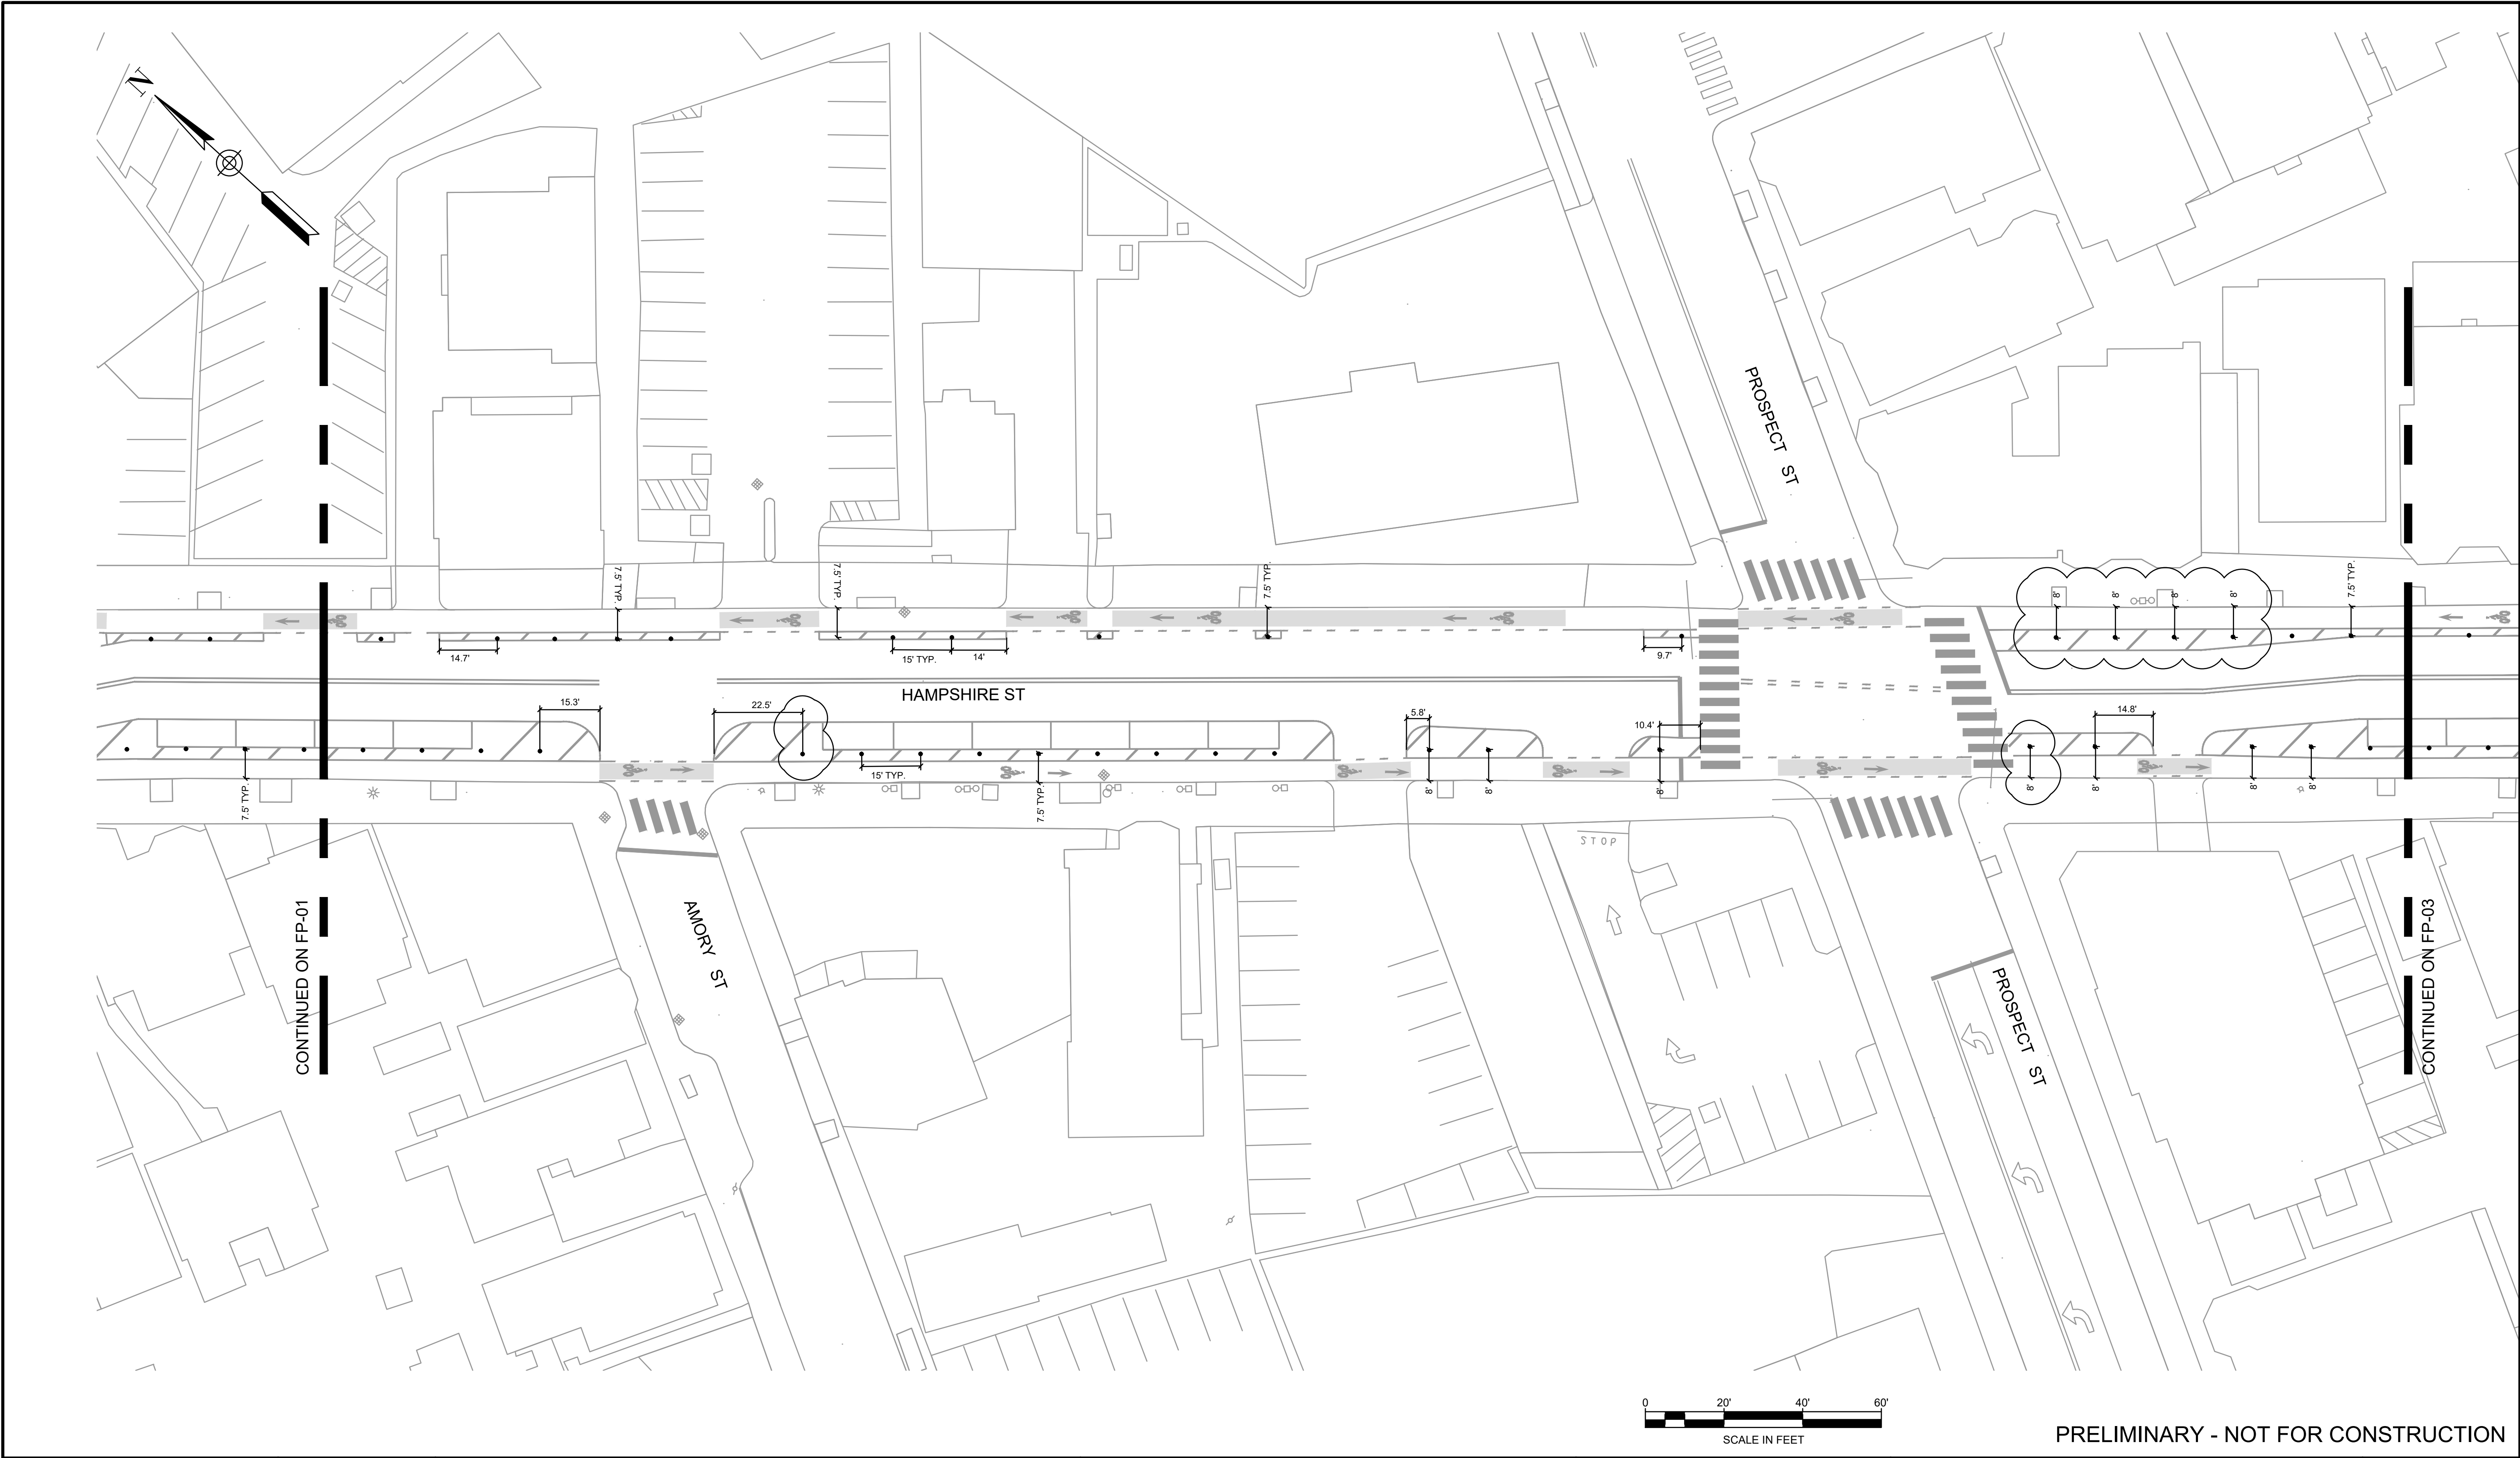 N
PROSPECT ST
7.5' TYP.
7.5' TYP.
7.5' TYP.
8'
8'
8'
8'
7.5' TYP.
14.7'
15' TYP.
14'
9.7'
HAMPSHIRE ST
15.3'
22.5'
5.8'
10.4'
14.8'
15' TYP.
7.5' TYP.
7.5' TYP.
8'
8'
8'
8'
8'
8'
8'
2106
AMORY ST
CONTINUED ON FP-01
PROSPECT ST
CONTINUED ON FP-03
0 20' 40' 60'
SCALE IN FEET
PRELIMINARY - NOT FOR CONSTRUCTION